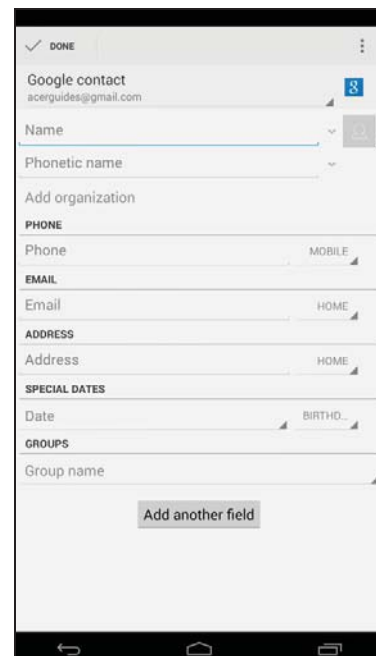 DONE
Google contact
acerguides@gmail.com
8
Name
Phonetic name
Add organization
PHONE
Phone MOBILE
EMAIL
Email HOME
ADDRESS
Address HOME
SPECIAL DATES
Date BIRTHD...
GROUPS
Group name
Add another field